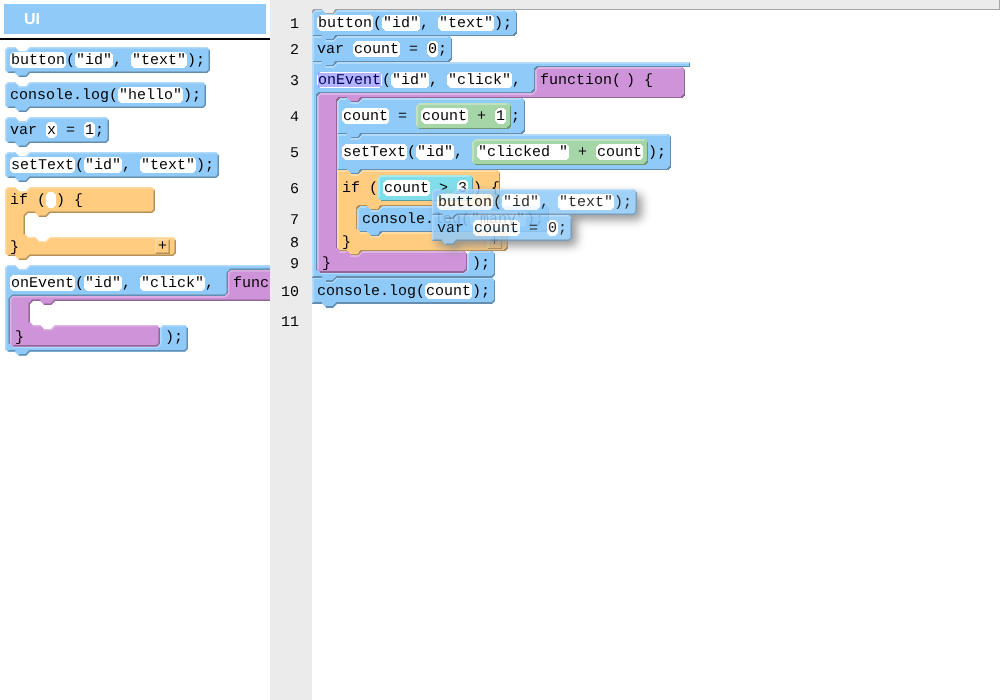 UI
button("id", "text");
console.log("hello");
var x = 1;
setText("id", "text");
if ( ) {
} +
onEvent("id", "click", func
} );
1 button("id", "text");
2 var count = 0;
3 onEvent("id", "click", function( ) {
4 count = count + 1;
5 setText("id", "clicked " + count);
6 if (count > 3) {
button("id", "text");
7 console.log("many");
var count = 0;
8 } +
9 } );
10 console.log(count);
11